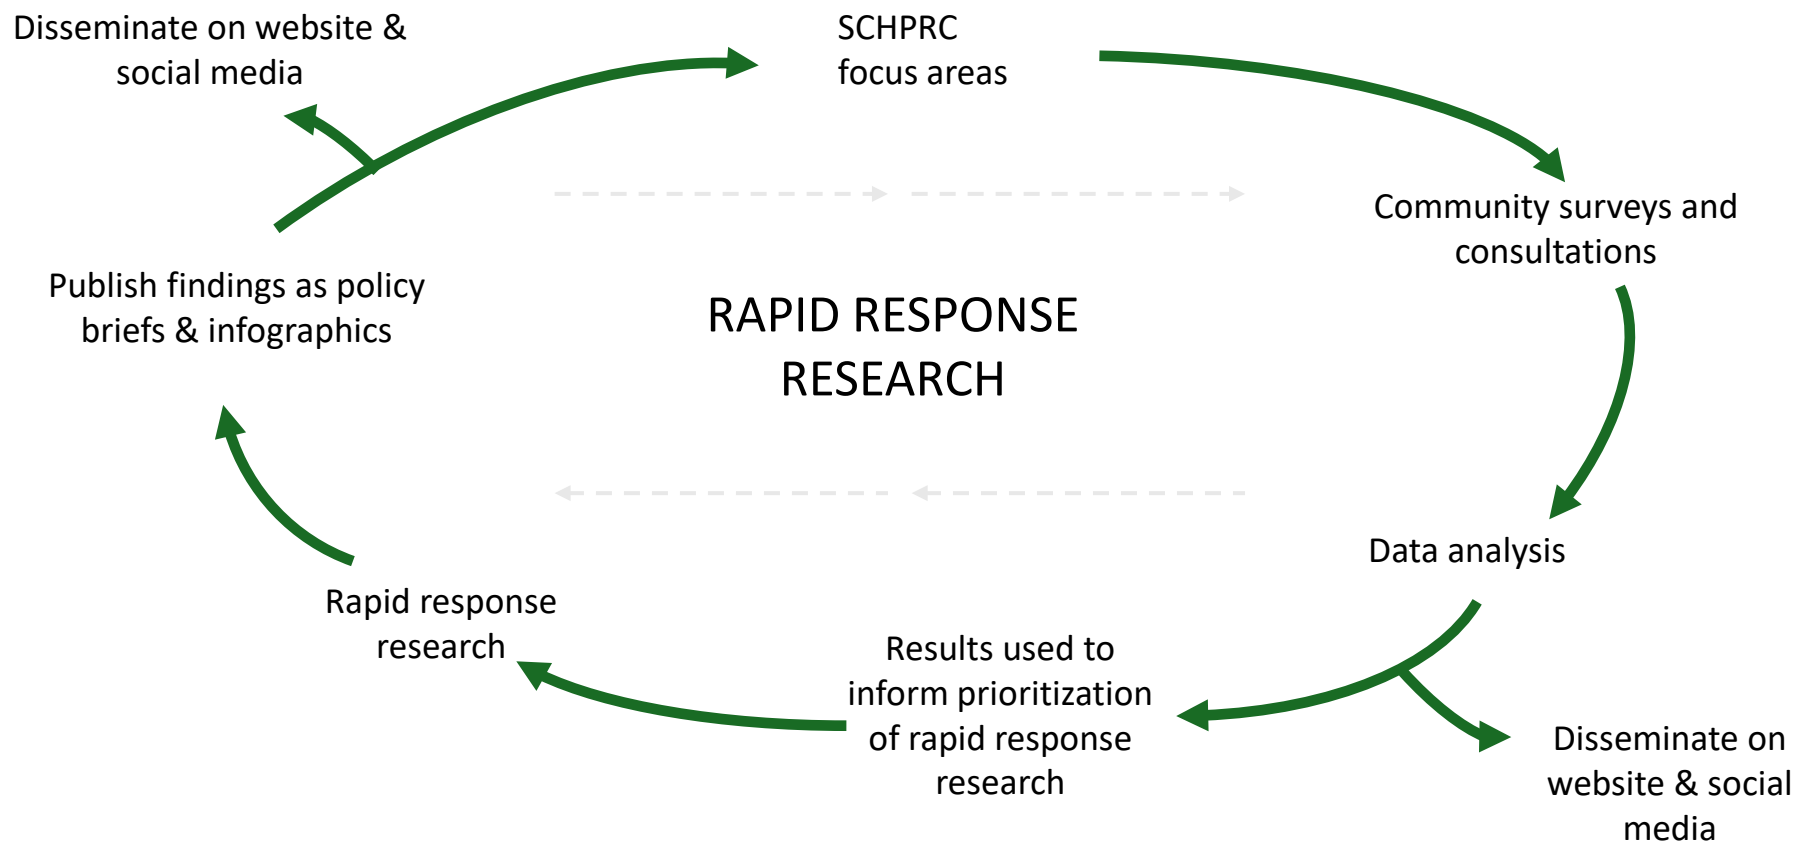 Disseminate on website &
social media
SCHPRC
focus areas
Community surveys and
consultations
Publish findings as policy
briefs & infographics
RAPID RESPONSE
RESEARCH
Data analysis
Rapid response
research
Results used to
inform prioritization
of rapid response
research
Disseminate on
website & social
media